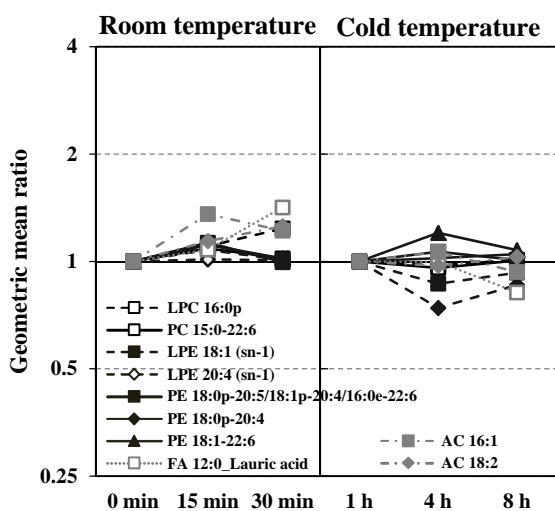 Room temperature
Cold temperature
Geometric mean ratio
4
2
1
0.5
0.25
LPC 16:0p
PC 15:0-22:6
LPE 18:1 (sn-1)
LPE 20:4 (sn-1)
PE 18:0p-20:5/18:1p-20:4/16:0e-22:6
PE 18:0p-20:4
PE 18:1-22:6
FA 12:0_Lauric acid
AC 16:1
AC 18:2
0 min 15 min 30 min 1 h 4 h 8 h